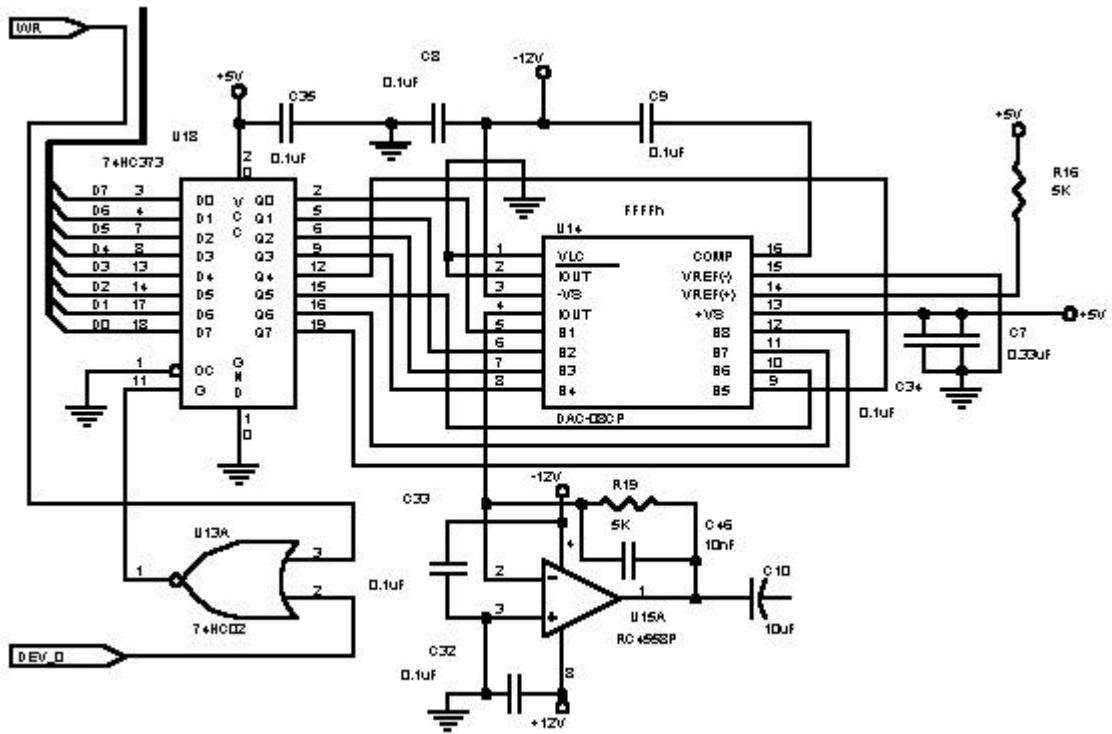 WR
+5V
C35
0.1uF
C8
0.1uF
-12V
C9
0.1uF
+5V
R16
5K
U18
74HC373
20
D7 3 D0 VCC Q0 2
D6 4 D1 Q1 5
D5 7 D2 Q2 6
D4 8 D3 Q3 9
D3 13 D4 Q4 12
D2 14 D5 Q5 15
D1 17 D6 Q6 16
D0 18 D7 Q7 19
1 OC GND
11 G
10
FFFFh
U14
1 VLC COMP 16
2 IOUT VREF(-) 15
3 -VS VREF(+) 14
4 IOUT +VS 13
5 B1 B8 12
6 B2 B7 11
7 B3 B6 10
8 B4 B5 9
DAC-08CP
+5V
C7
0.33uF
C34
0.1uF
U13A
3
1
2
74HC02
DEV_0
C33
0.1uF
-12V
R19
5K
C46
10nF
4
2 -
3 +
1
U15A
RC4558P
C10
10uF
C32
0.1uF
8
+12V